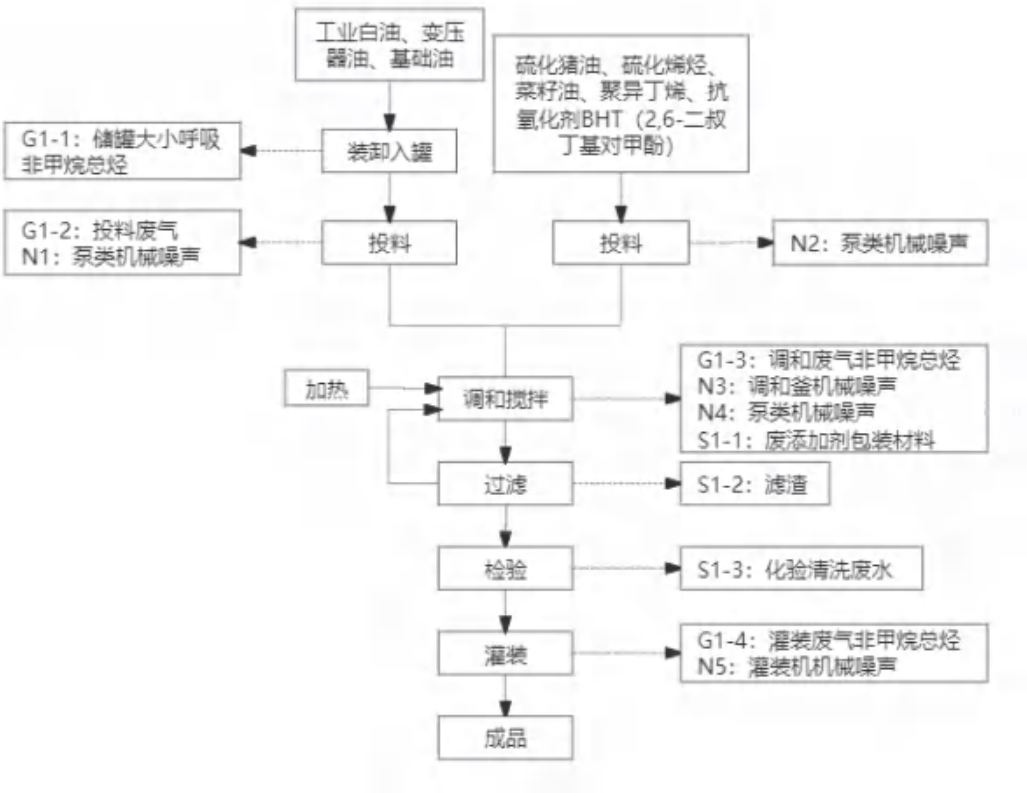 工业白油、变压
器油、基础油
硫化猪油、硫化烯烃、
菜籽油、聚异丁烯、抗
氧化剂BHT（2,6-二叔
丁基对甲酚）
G1-1：储罐大小呼吸
非甲烷总烃
装卸入罐
G1-2：投料废气
N1：泵类机械噪声
投料
投料
N2：泵类机械噪声
加热
调和搅拌
G1-3：调和废气非甲烷总烃
N3：调和釜机械噪声
N4：泵类机械噪声
S1-1：废添加剂包装材料
过滤
S1-2：滤渣
检验
S1-3：化验清洗废水
灌装
G1-4：灌装废气非甲烷总烃
N5：灌装机机械噪声
成品